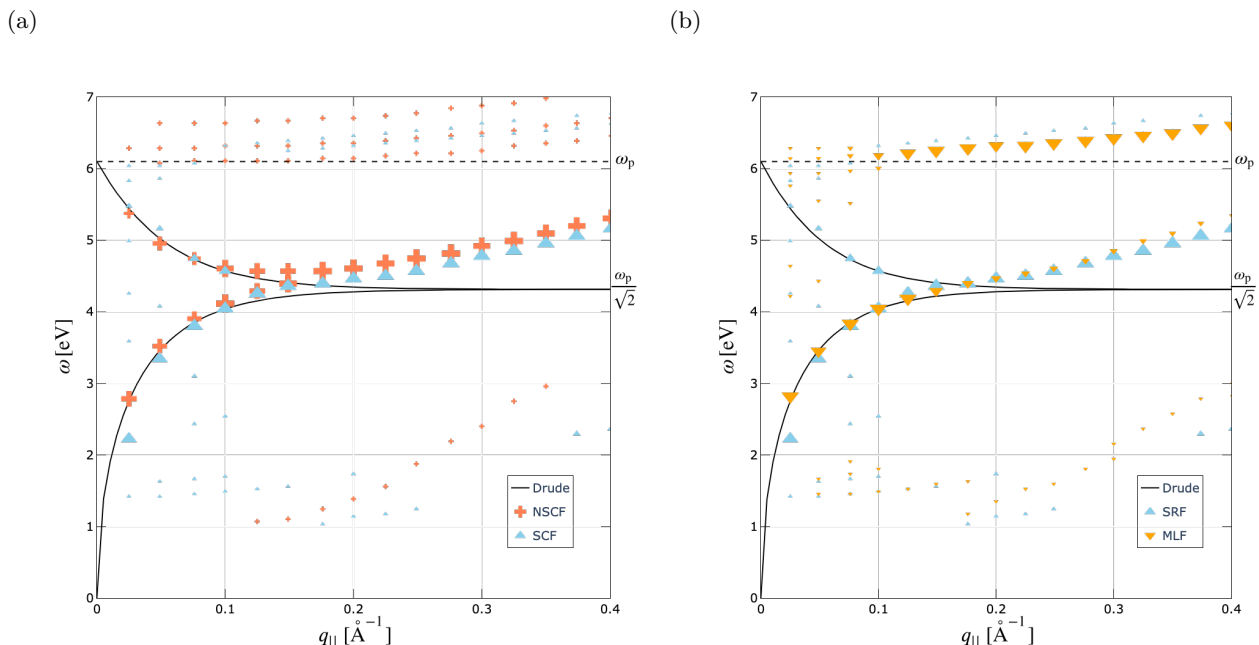 (a)
(b)
7
6
5
4
3
2
1
0
ω [eV]
0
0.1
0.2
0.3
0.4
q|| [Å⁻¹]
ωp
ωp
√2
Drude
NSCF
SCF
7
6
5
4
3
2
1
0
ω [eV]
0
0.1
0.2
0.3
0.4
q|| [Å⁻¹]
ωp
ωp
√2
Drude
SRF
MLF